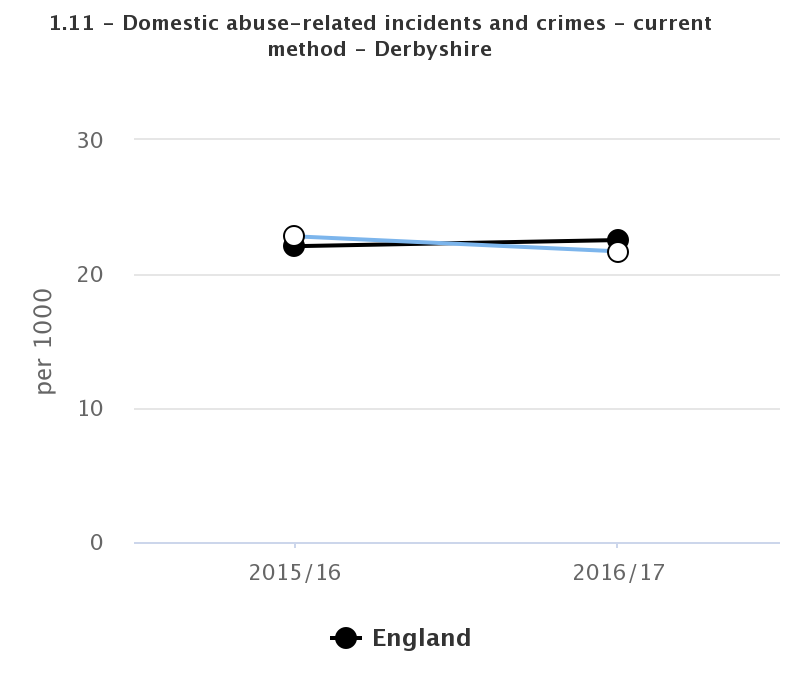 1.11 – Domestic abuse-related incidents and crimes – current
method – Derbyshire
30
20
10
0
per 1000
2015/16
2016/17
England